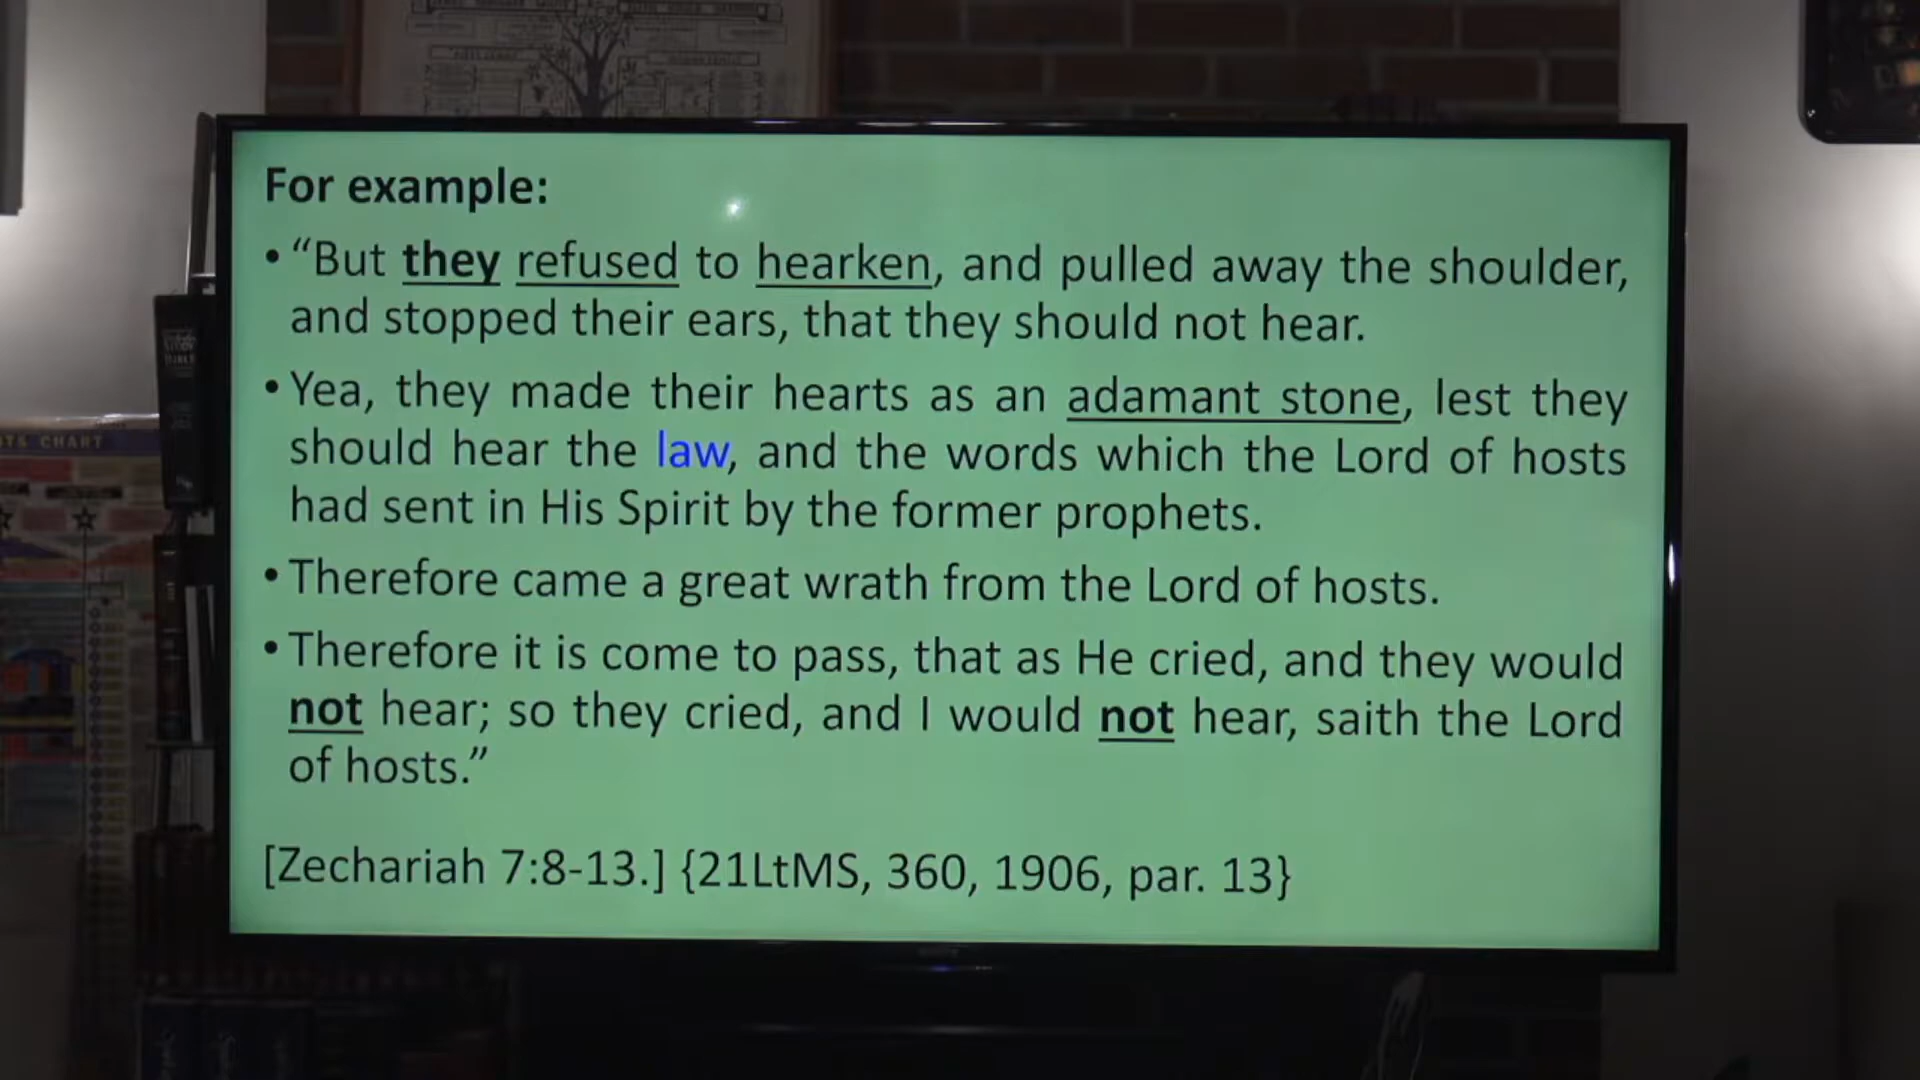 For example:
• “But they refused to hearken, and pulled away the shoulder,
and stopped their ears, that they should not hear.
• Yea, they made their hearts as an adamant stone, lest they
should hear the law, and the words which the Lord of hosts
had sent in His Spirit by the former prophets.
• Therefore came a great wrath from the Lord of hosts.
• Therefore it is come to pass, that as He cried, and they would
not hear; so they cried, and I would not hear, saith the Lord
of hosts.”
[Zechariah 7:8-13.] {21LtMS, 360, 1906, par. 13}
CHART